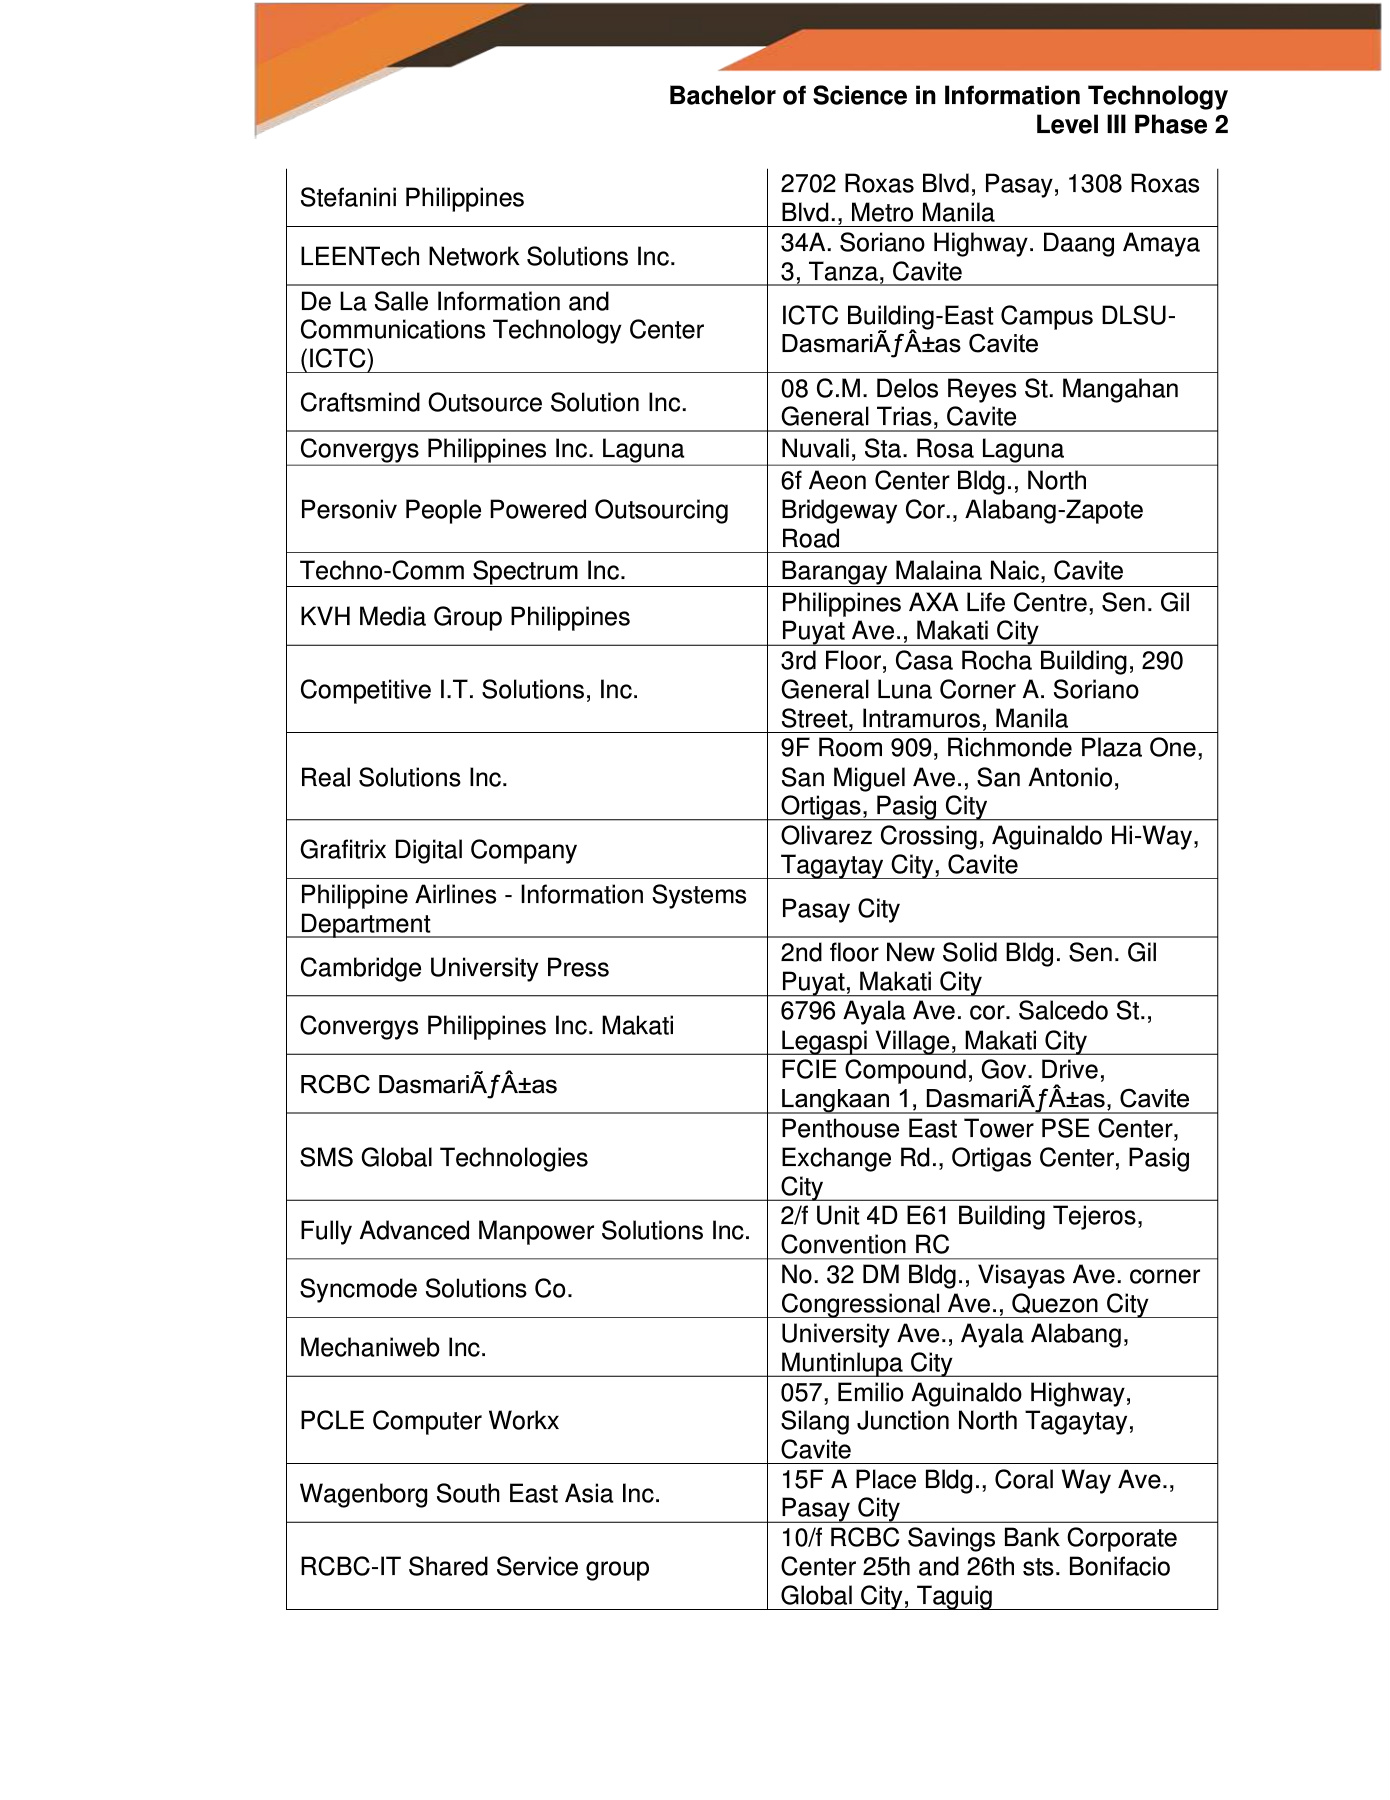 Bachelor of Science in Information Technology
Level III Phase 2
Stefanini Philippines
2702 Roxas Blvd, Pasay, 1308 Roxas
Blvd., Metro Manila
LEENTech Network Solutions Inc.
34A. Soriano Highway. Daang Amaya
3, Tanza, Cavite
De La Salle Information and
Communications Technology Center
(ICTC)
ICTC Building-East Campus DLSU-
DasmariÃƒÂ±as Cavite
Craftsmind Outsource Solution Inc.
08 C.M. Delos Reyes St. Mangahan
General Trias, Cavite
Convergys Philippines Inc. Laguna
Nuvali, Sta. Rosa Laguna
Personiv People Powered Outsourcing
6f Aeon Center Bldg., North
Bridgeway Cor., Alabang-Zapote
Road
Techno-Comm Spectrum Inc.
Barangay Malaina Naic, Cavite
KVH Media Group Philippines
Philippines AXA Life Centre, Sen. Gil
Puyat Ave., Makati City
Competitive I.T. Solutions, Inc.
3rd Floor, Casa Rocha Building, 290
General Luna Corner A. Soriano
Street, Intramuros, Manila
Real Solutions Inc.
9F Room 909, Richmonde Plaza One,
San Miguel Ave., San Antonio,
Ortigas, Pasig City
Grafitrix Digital Company
Olivarez Crossing, Aguinaldo Hi-Way,
Tagaytay City, Cavite
Philippine Airlines - Information Systems
Department
Pasay City
Cambridge University Press
2nd floor New Solid Bldg. Sen. Gil
Puyat, Makati City
Convergys Philippines Inc. Makati
6796 Ayala Ave. cor. Salcedo St.,
Legaspi Village, Makati City
RCBC DasmariÃƒÂ±as
FCIE Compound, Gov. Drive,
Langkaan 1, DasmariÃƒÂ±as, Cavite
SMS Global Technologies
Penthouse East Tower PSE Center,
Exchange Rd., Ortigas Center, Pasig
City
Fully Advanced Manpower Solutions Inc.
2/f Unit 4D E61 Building Tejeros,
Convention RC
Syncmode Solutions Co.
No. 32 DM Bldg., Visayas Ave. corner
Congressional Ave., Quezon City
Mechaniweb Inc.
University Ave., Ayala Alabang,
Muntinlupa City
PCLE Computer Workx
057, Emilio Aguinaldo Highway,
Silang Junction North Tagaytay,
Cavite
Wagenborg South East Asia Inc.
15F A Place Bldg., Coral Way Ave.,
Pasay City
RCBC-IT Shared Service group
10/f RCBC Savings Bank Corporate
Center 25th and 26th sts. Bonifacio
Global City, Taguig